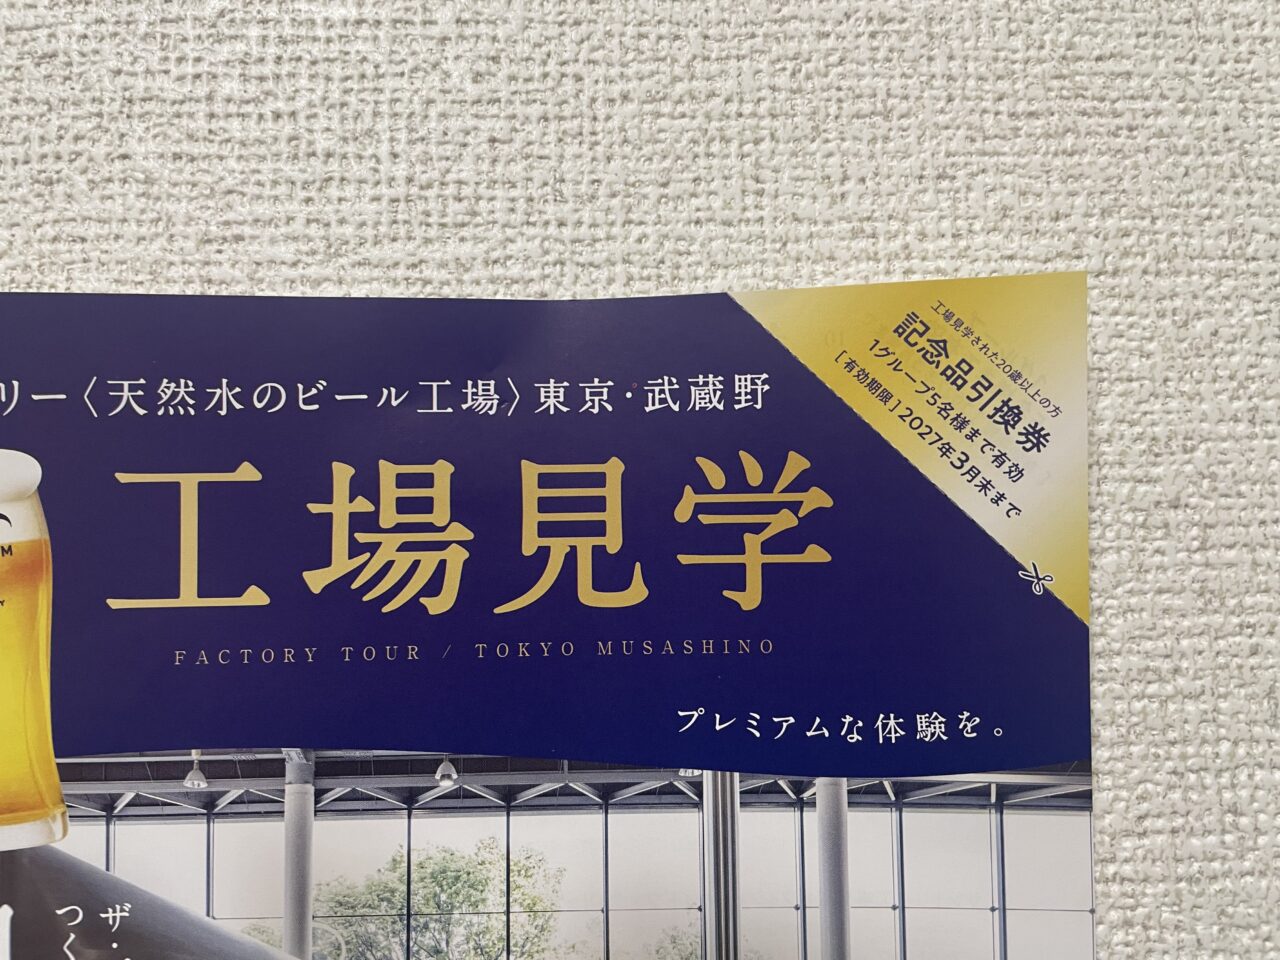 リー〈天然水のビール工場〉東京・武蔵野
工場見学
FACTORY TOUR / TOKYO MUSASHINO
プレミアムな体験を。
工場見学された20歳以上の方
記念品引換券
1グループ5名様まで有効
[有効期限]2027年3月末まで
ザ・
つく